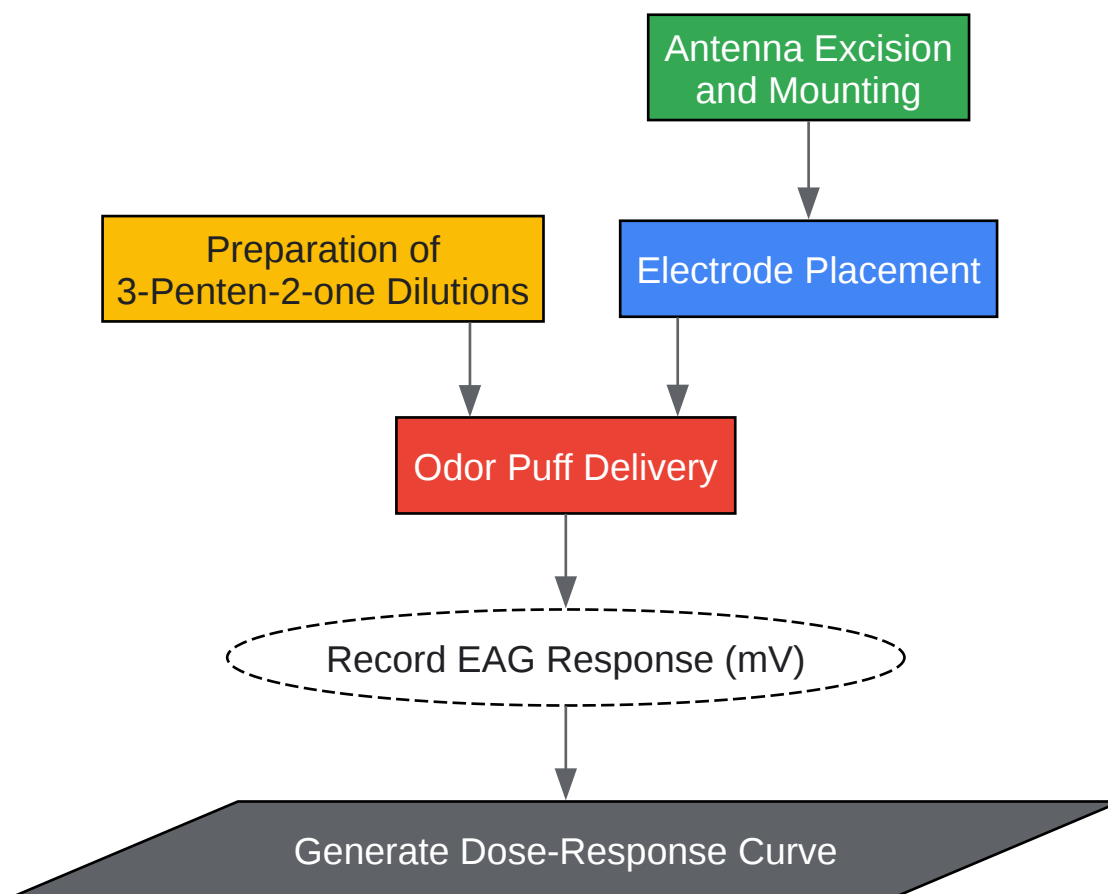 Antenna Excision
and Mounting
Preparation of
3-Penten-2-one Dilutions
Electrode Placement
Odor Puff Delivery
Record EAG Response (mV)
Generate Dose-Response Curve